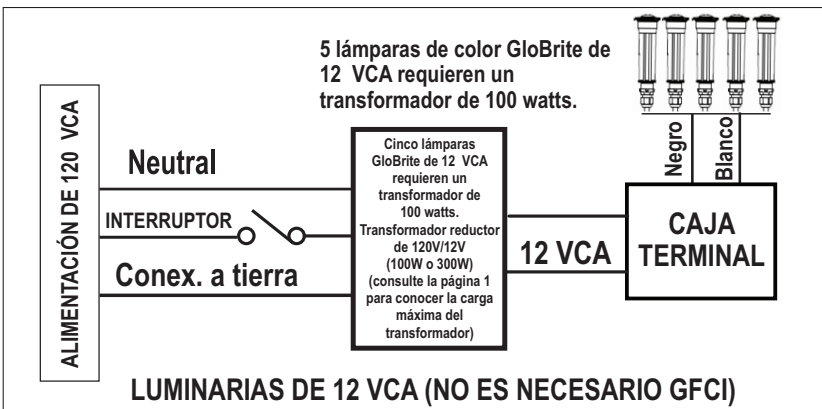 5 lámparas de color GloBrite de
12 VCA requieren un
transformador de 100 watts.
Negro
Blanco
ALIMENTACIÓN DE 120 VCA
Neutral
INTERRUPTOR
Conex. a tierra
Cinco lámparas
GloBrite de 12 VCA
requieren un
transformador de
100 watts.
Transformador reductor
de 120V/12V
(100W o 300W)
(consulte la página 1
para conocer la carga
máxima del
transformador)
12 VCA
CAJA
TERMINAL
LUMINARIAS DE 12 VCA (NO ES NECESARIO GFCI)